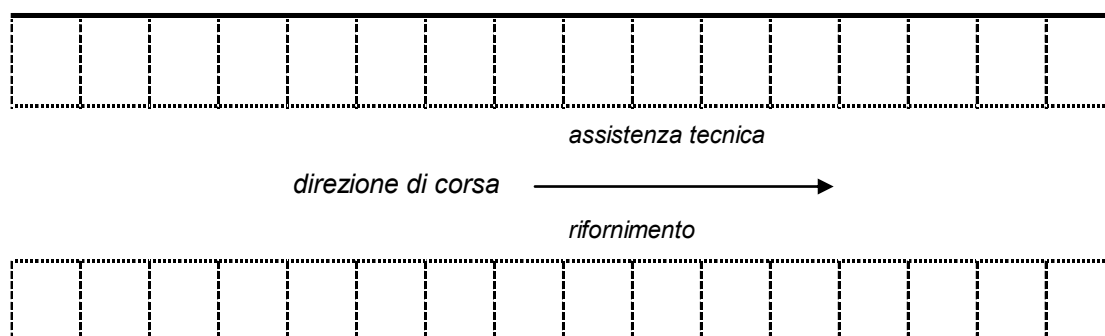 assistenza tecnica
direzione di corsa
rifornimento